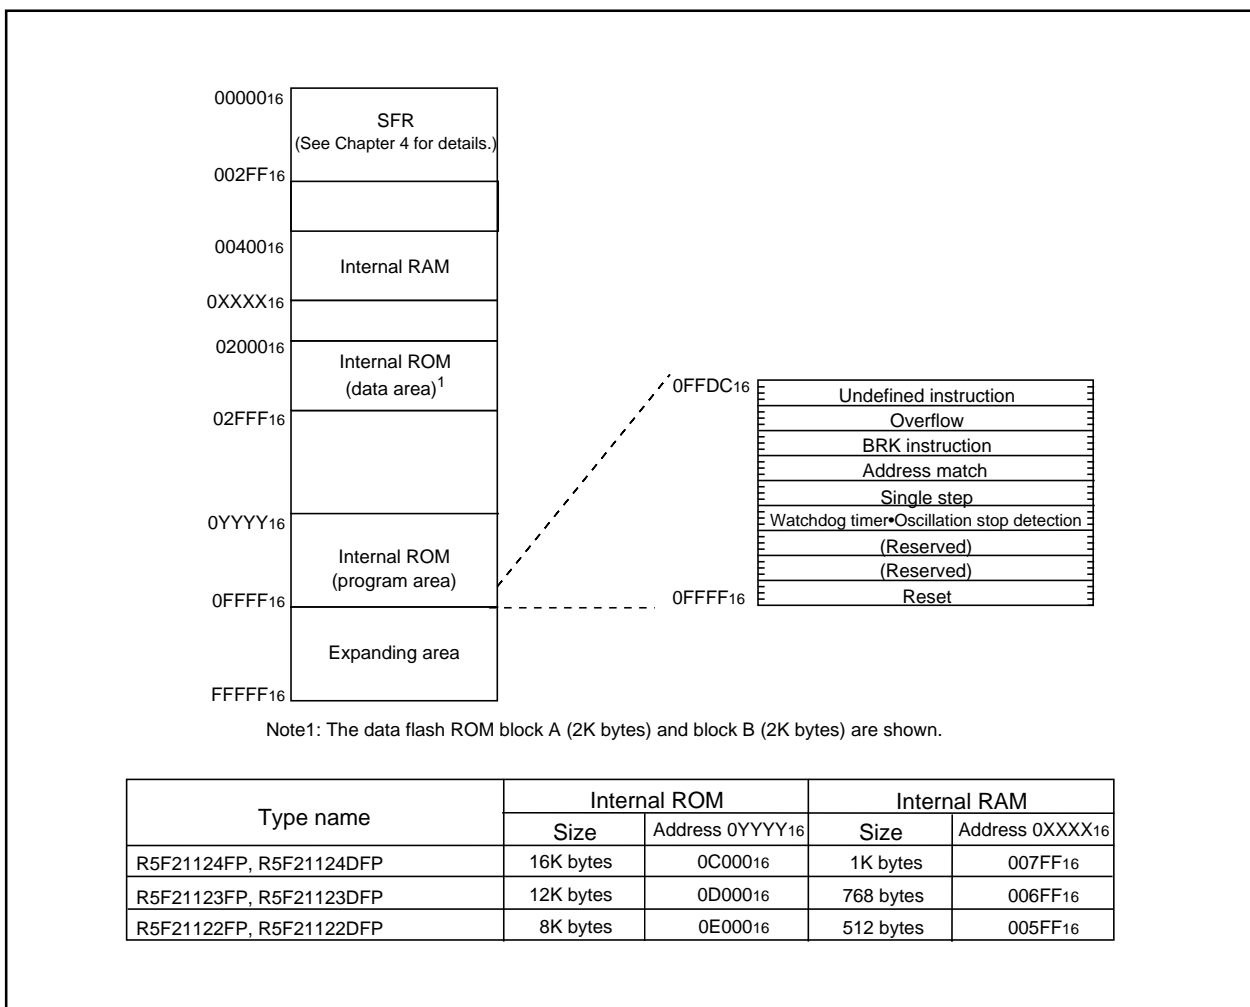 00000₁₆
SFR
(See Chapter 4 for details.)
002FF₁₆
00400₁₆
Internal RAM
0XXXX₁₆
02000₁₆
Internal ROM
(data area)¹
02FFF₁₆
0YYYY₁₆
Internal ROM
(program area)
0FFFF₁₆
Expanding area
FFFFF₁₆
0FFDC₁₆
Undefined instruction
Overflow
BRK instruction
Address match
Single step
Watchdog timer•Oscillation stop detection
(Reserved)
(Reserved)
Reset
0FFFF₁₆
Note1: The data flash ROM block A (2K bytes) and block B (2K bytes) are shown.
Type name Internal ROM Internal RAM
Size Address 0YYYY₁₆ Size Address 0XXXX₁₆
R5F21124FP, R5F21124DFP 16K bytes 0C000₁₆ 1K bytes 007FF₁₆
R5F21123FP, R5F21123DFP 12K bytes 0D000₁₆ 768 bytes 006FF₁₆
R5F21122FP, R5F21122DFP 8K bytes 0E000₁₆ 512 bytes 005FF₁₆